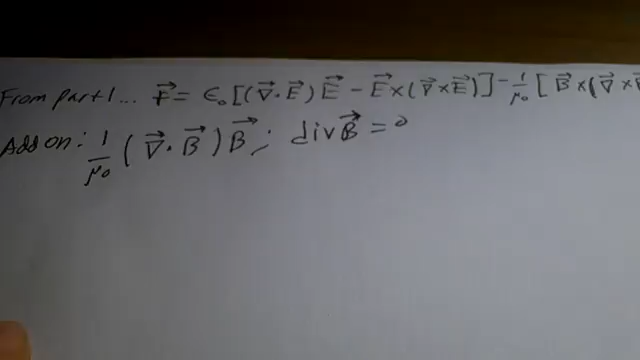 From part 1... F⃗ = ϵ₀[(∇⃗·E⃗)E⃗ − E⃗×(∇⃗×E⃗)] − 1/μ₀ [B⃗×(∇⃗×
Add on: 1/μ₀ (∇⃗·B⃗)B⃗; div B⃗ = 0